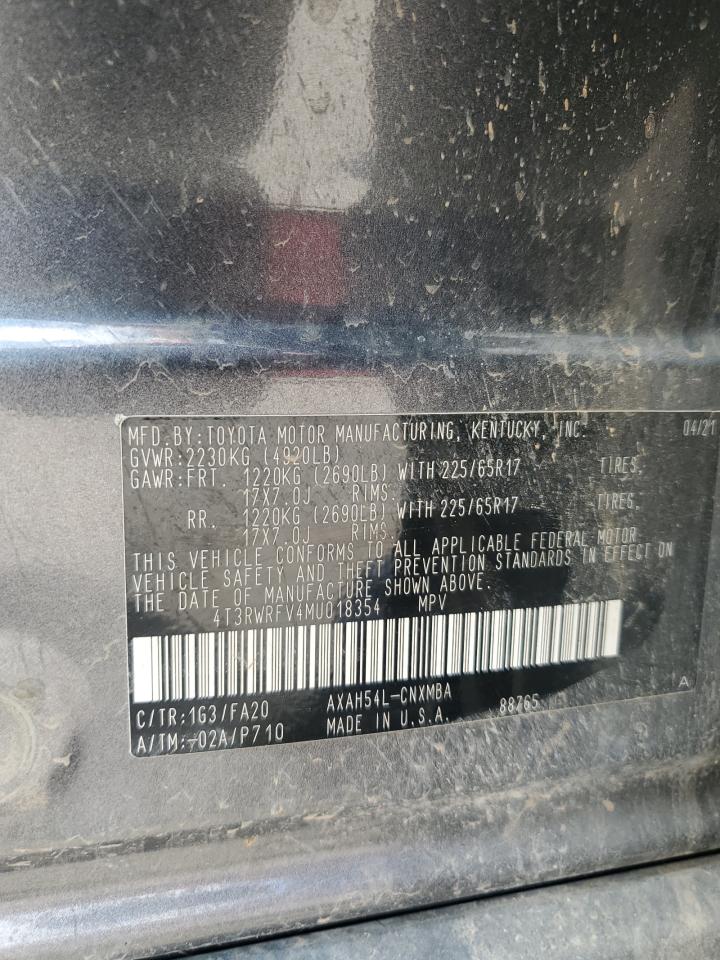 MFD. BY: TOYOTA MOTOR MANUFACTURING, KENTUCKY, INC. 04/21
GVWR: 2230KG (4920LB)
GAWR: FRT. 1220KG (2690LB) WITH 225/65R17 TIRES,
17X7.0J RIMS.
RR. 1220KG (2690LB) WITH 225/65R17 TIRES,
17X7.0J RIMS.
THIS VEHICLE CONFORMS TO ALL APPLICABLE FEDERAL MOTOR
VEHICLE SAFETY AND THEFT PREVENTION STANDARDS IN EFFECT ON
THE DATE OF MANUFACTURE SHOWN ABOVE.
4T3RWRFV4MU018354 MPV
C/TR: 1G3/FA20 AXAH54L-CNXMBA 88765 A
A/TM: -02A/P710 MADE IN U.S.A.